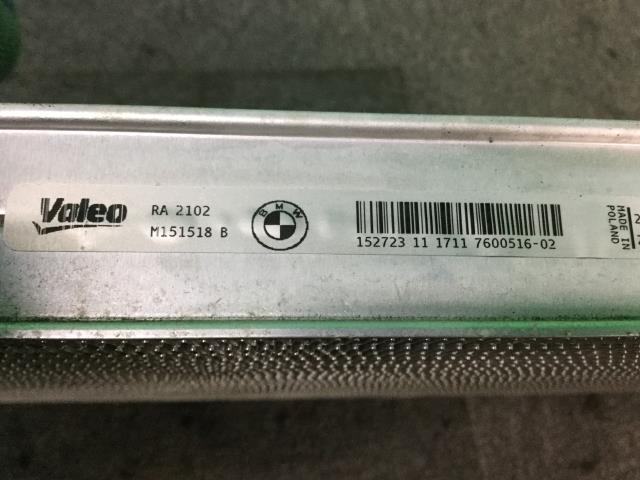 Valeo
RA 2102
M151518 B
BMW
152723 11 1711 7600516-02
MADE IN
POLAND